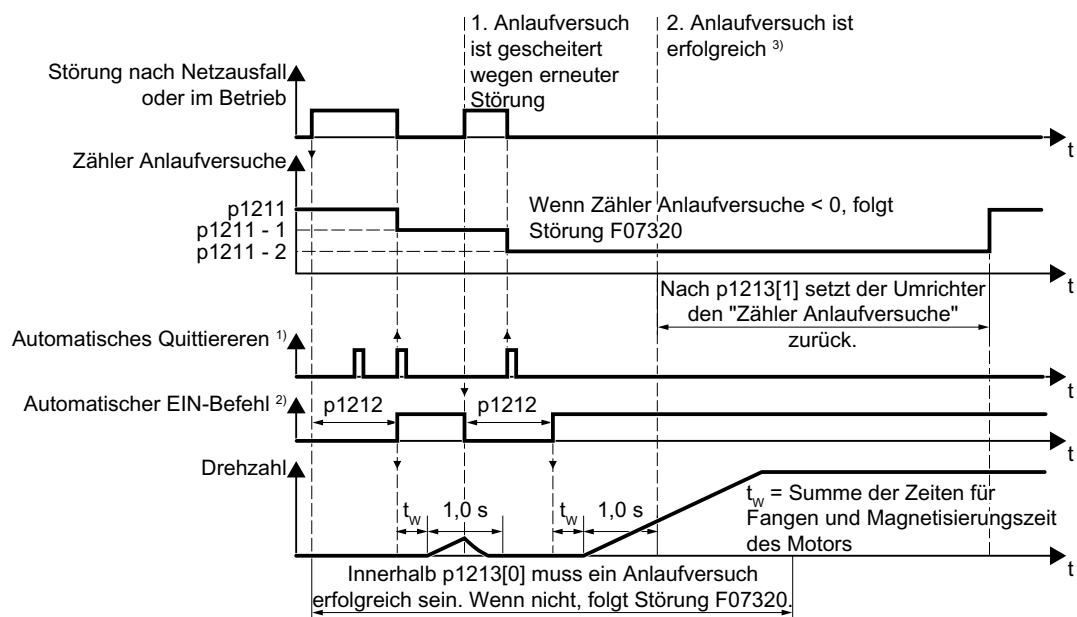 1. Anlaufversuch
ist gescheitert
wegen erneuter
Störung
2. Anlaufversuch ist
erfolgreich 3)
Störung nach Netzausfall
oder im Betrieb
t
Zähler Anlaufversuche
p1211
p1211 - 1
p1211 - 2
Wenn Zähler Anlaufversuche < 0, folgt
Störung F07320
t
Nach p1213[1] setzt der Umrichter
den "Zähler Anlaufversuche"
zurück.
Automatisches Quittiereren 1)
t
Automatischer EIN-Befehl 2)
p1212
p1212
t
Drehzahl
tw
1,0 s
tw
1,0 s
tw = Summe der Zeiten für
Fangen und Magnetisierungszeit
des Motors
t
Innerhalb p1213[0] muss ein Anlaufversuch
erfolgreich sein. Wenn nicht, folgt Störung F07320.